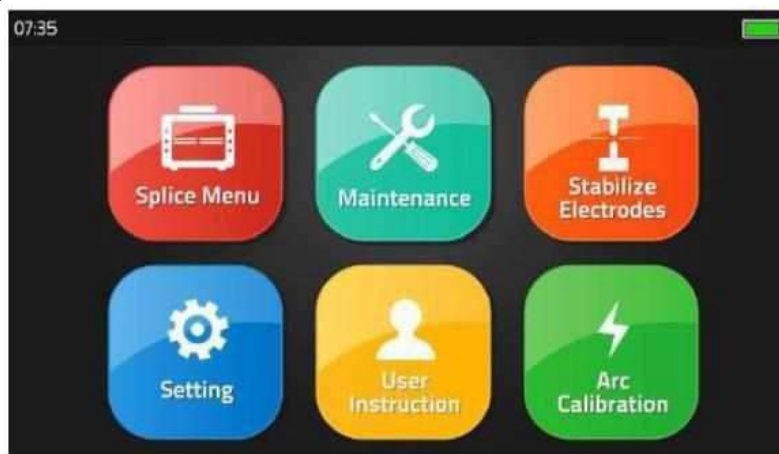 07:35
Splice Menu
Maintenance
Stabilize
Electrodes
Setting
User
Instruction
Arc
Calibration